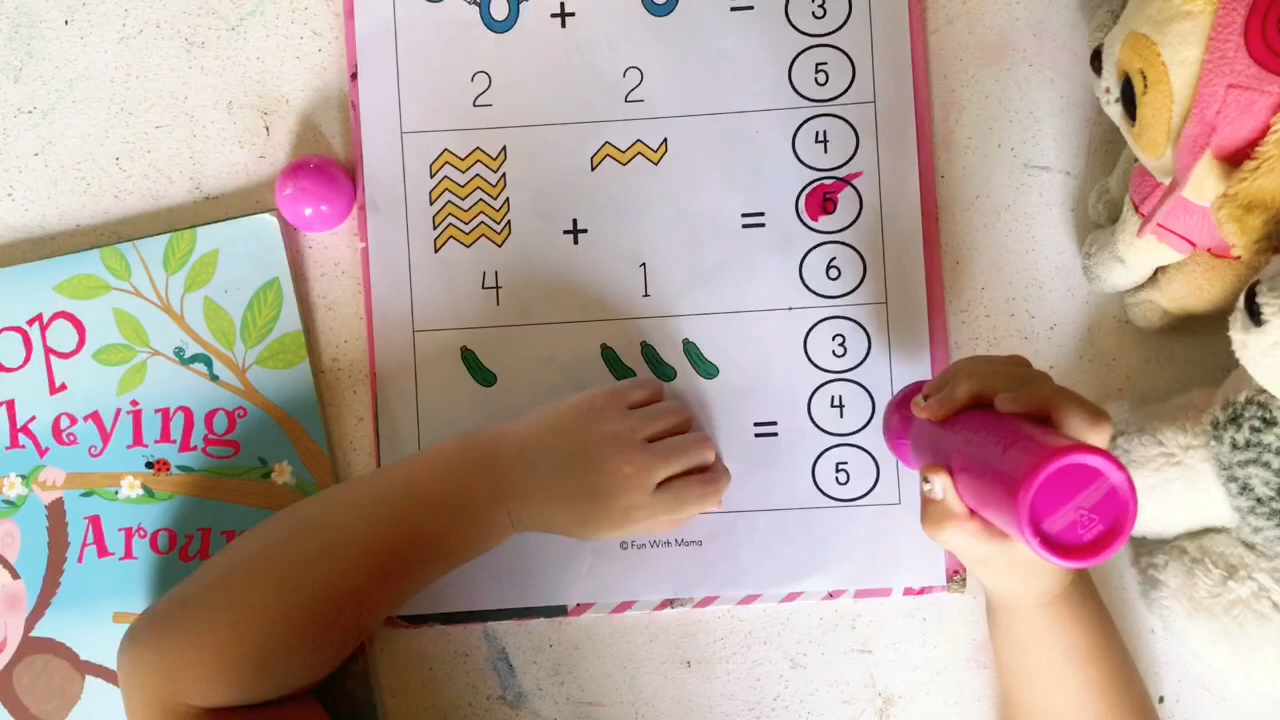 + = 3
2 2 5
4
+ = 5
4 1 6
3
= 4
5
© Fun With Mama
op
keying
Arou